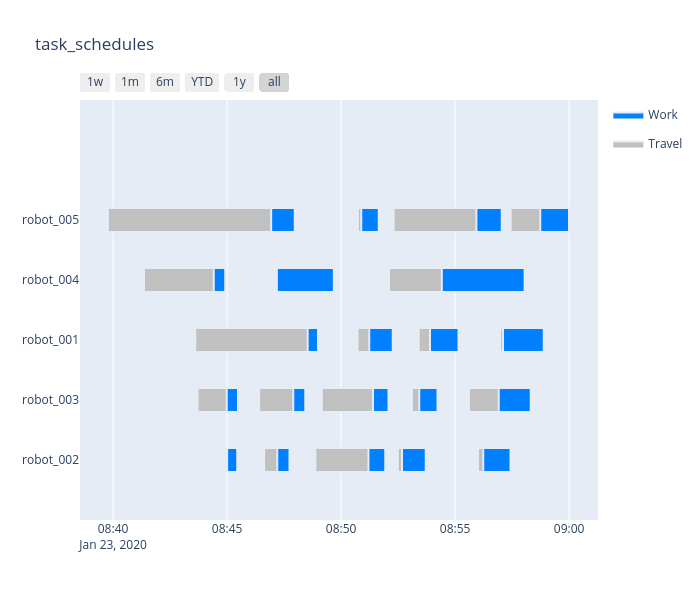 task_schedules
1w 1m 6m YTD 1y all
Work
Travel
robot_005
robot_004
robot_001
robot_003
robot_002
08:40 08:45 08:50 08:55 09:00
Jan 23, 2020